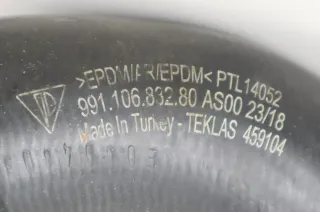 >EPDM/AR/EPDM< PTL14052
991.106.832.80 AS00 23/18
Made In Turkey - TEKLAS 459104